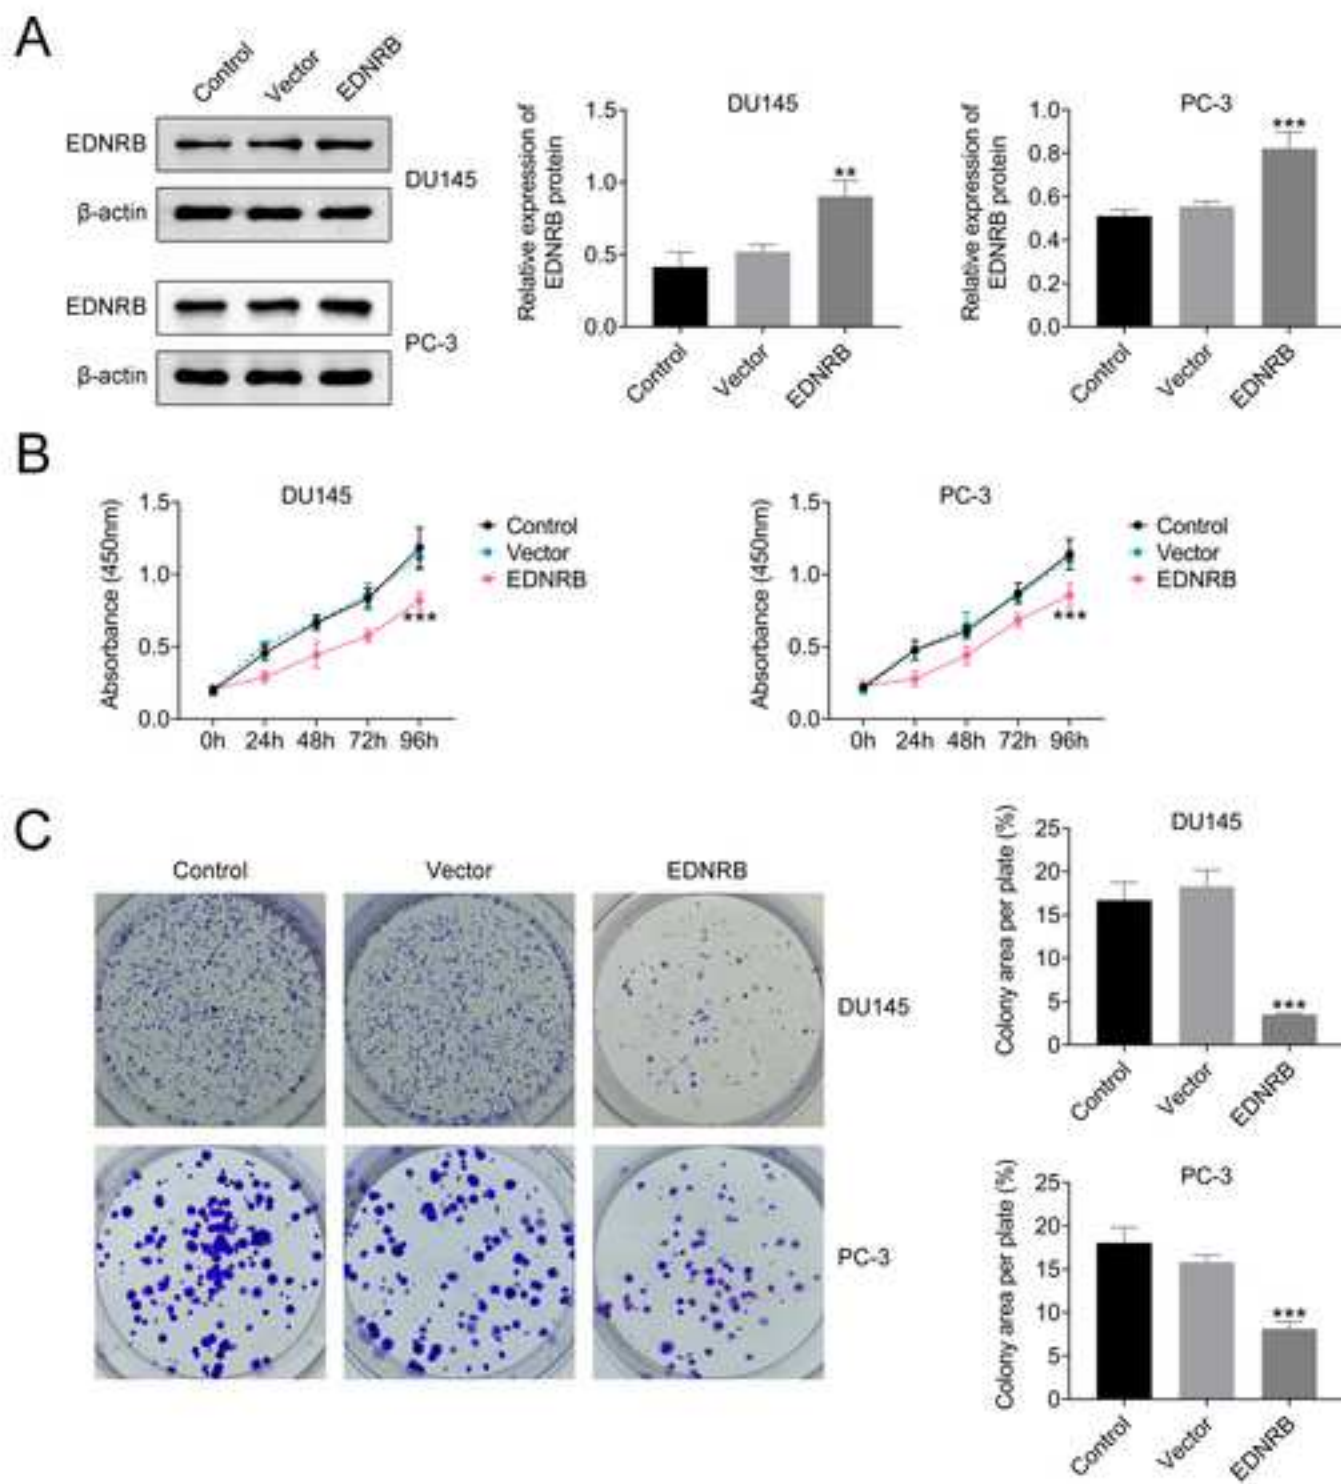 A
Control Vector EDNRB
EDNRB
β-actin
DU145
EDNRB
β-actin
PC-3
DU145
Relative expression of
EDNRB protein
1.5
1.0
0.5
0.0
**
Control Vector EDNRB
PC-3
Relative expression of
EDNRB protein
1.0
0.8
0.6
0.4
0.2
0.0
***
Control Vector EDNRB
B
DU145
Absorbance (450nm)
1.5
1.0
0.5
0.0
0h 24h 48h 72h 96h
***
Control
Vector
EDNRB
PC-3
Absorbance (450nm)
1.5
1.0
0.5
0.0
0h 24h 48h 72h 96h
***
Control
Vector
EDNRB
C
Control Vector EDNRB
DU145
PC-3
DU145
Colony area per plate (%)
25
20
15
10
5
0
***
Control Vector EDNRB
PC-3
Colony area per plate (%)
25
20
15
10
5
0
***
Control Vector EDNRB